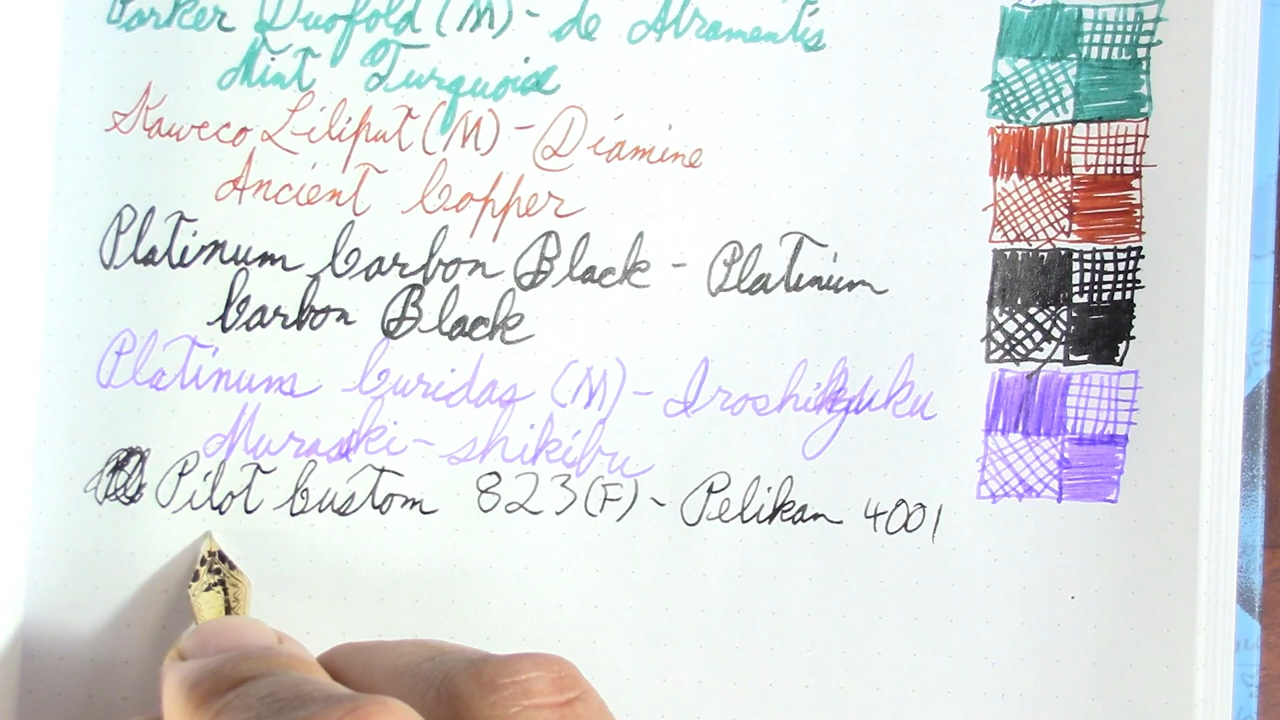 Parker Duofold (M) - de Atramentis
Mint Turquoise
Kaweco Liliput (M) - Diamine
Ancient Copper
Platinum Carbon Black - Platinum
Carbon Black
Platinum Curidas (M) - Iroshizuku
Murasaki - shikibu
Pilot Custom 823 (F) - Pelikan 4001